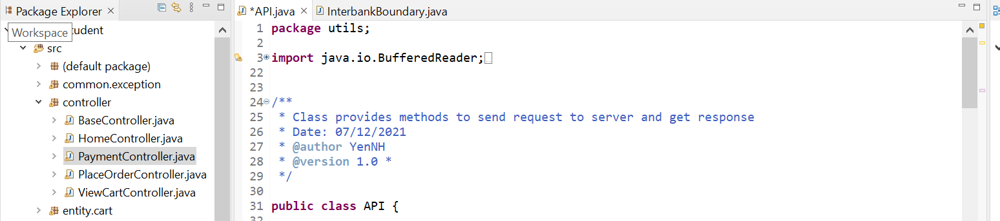 Package Explorer
Workspace
tudent
src
(default package)
common.exception
controller
BaseController.java
HomeController.java
PaymentController.java
PlaceOrderController.java
ViewCartController.java
entity.cart
*API.java
InterbankBoundary.java
1 package utils;
2
3 import java.io.BufferedReader;
22
23
24 /**
25 * Class provides methods to send request to server and get response
26 * Date: 07/12/2021
27 * @author YenNH
28 * @version 1.0 *
29 */
30
31 public class API {